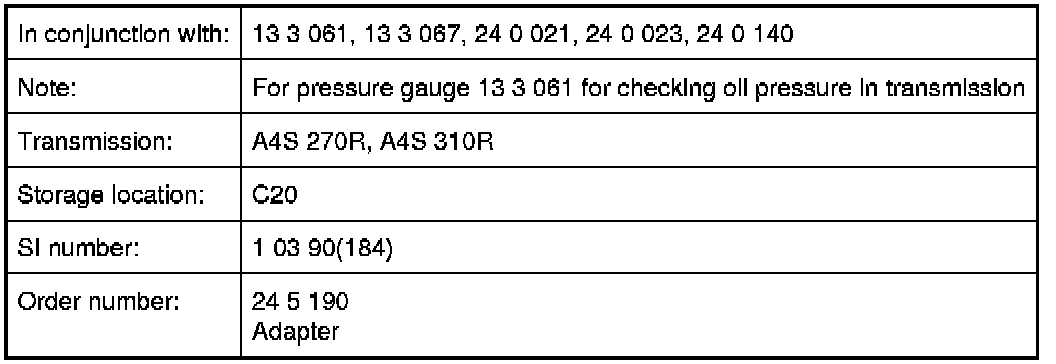 In conjunction with: 13 3 061, 13 3 067, 24 0 021, 24 0 023, 24 0 140
Note: For pressure gauge 13 3 061 for checking oil pressure in transmission
Transmission: A4S 270R, A4S 310R
Storage location: C20
SI number: 1 03 90(184)
Order number: 24 5 190
Adapter